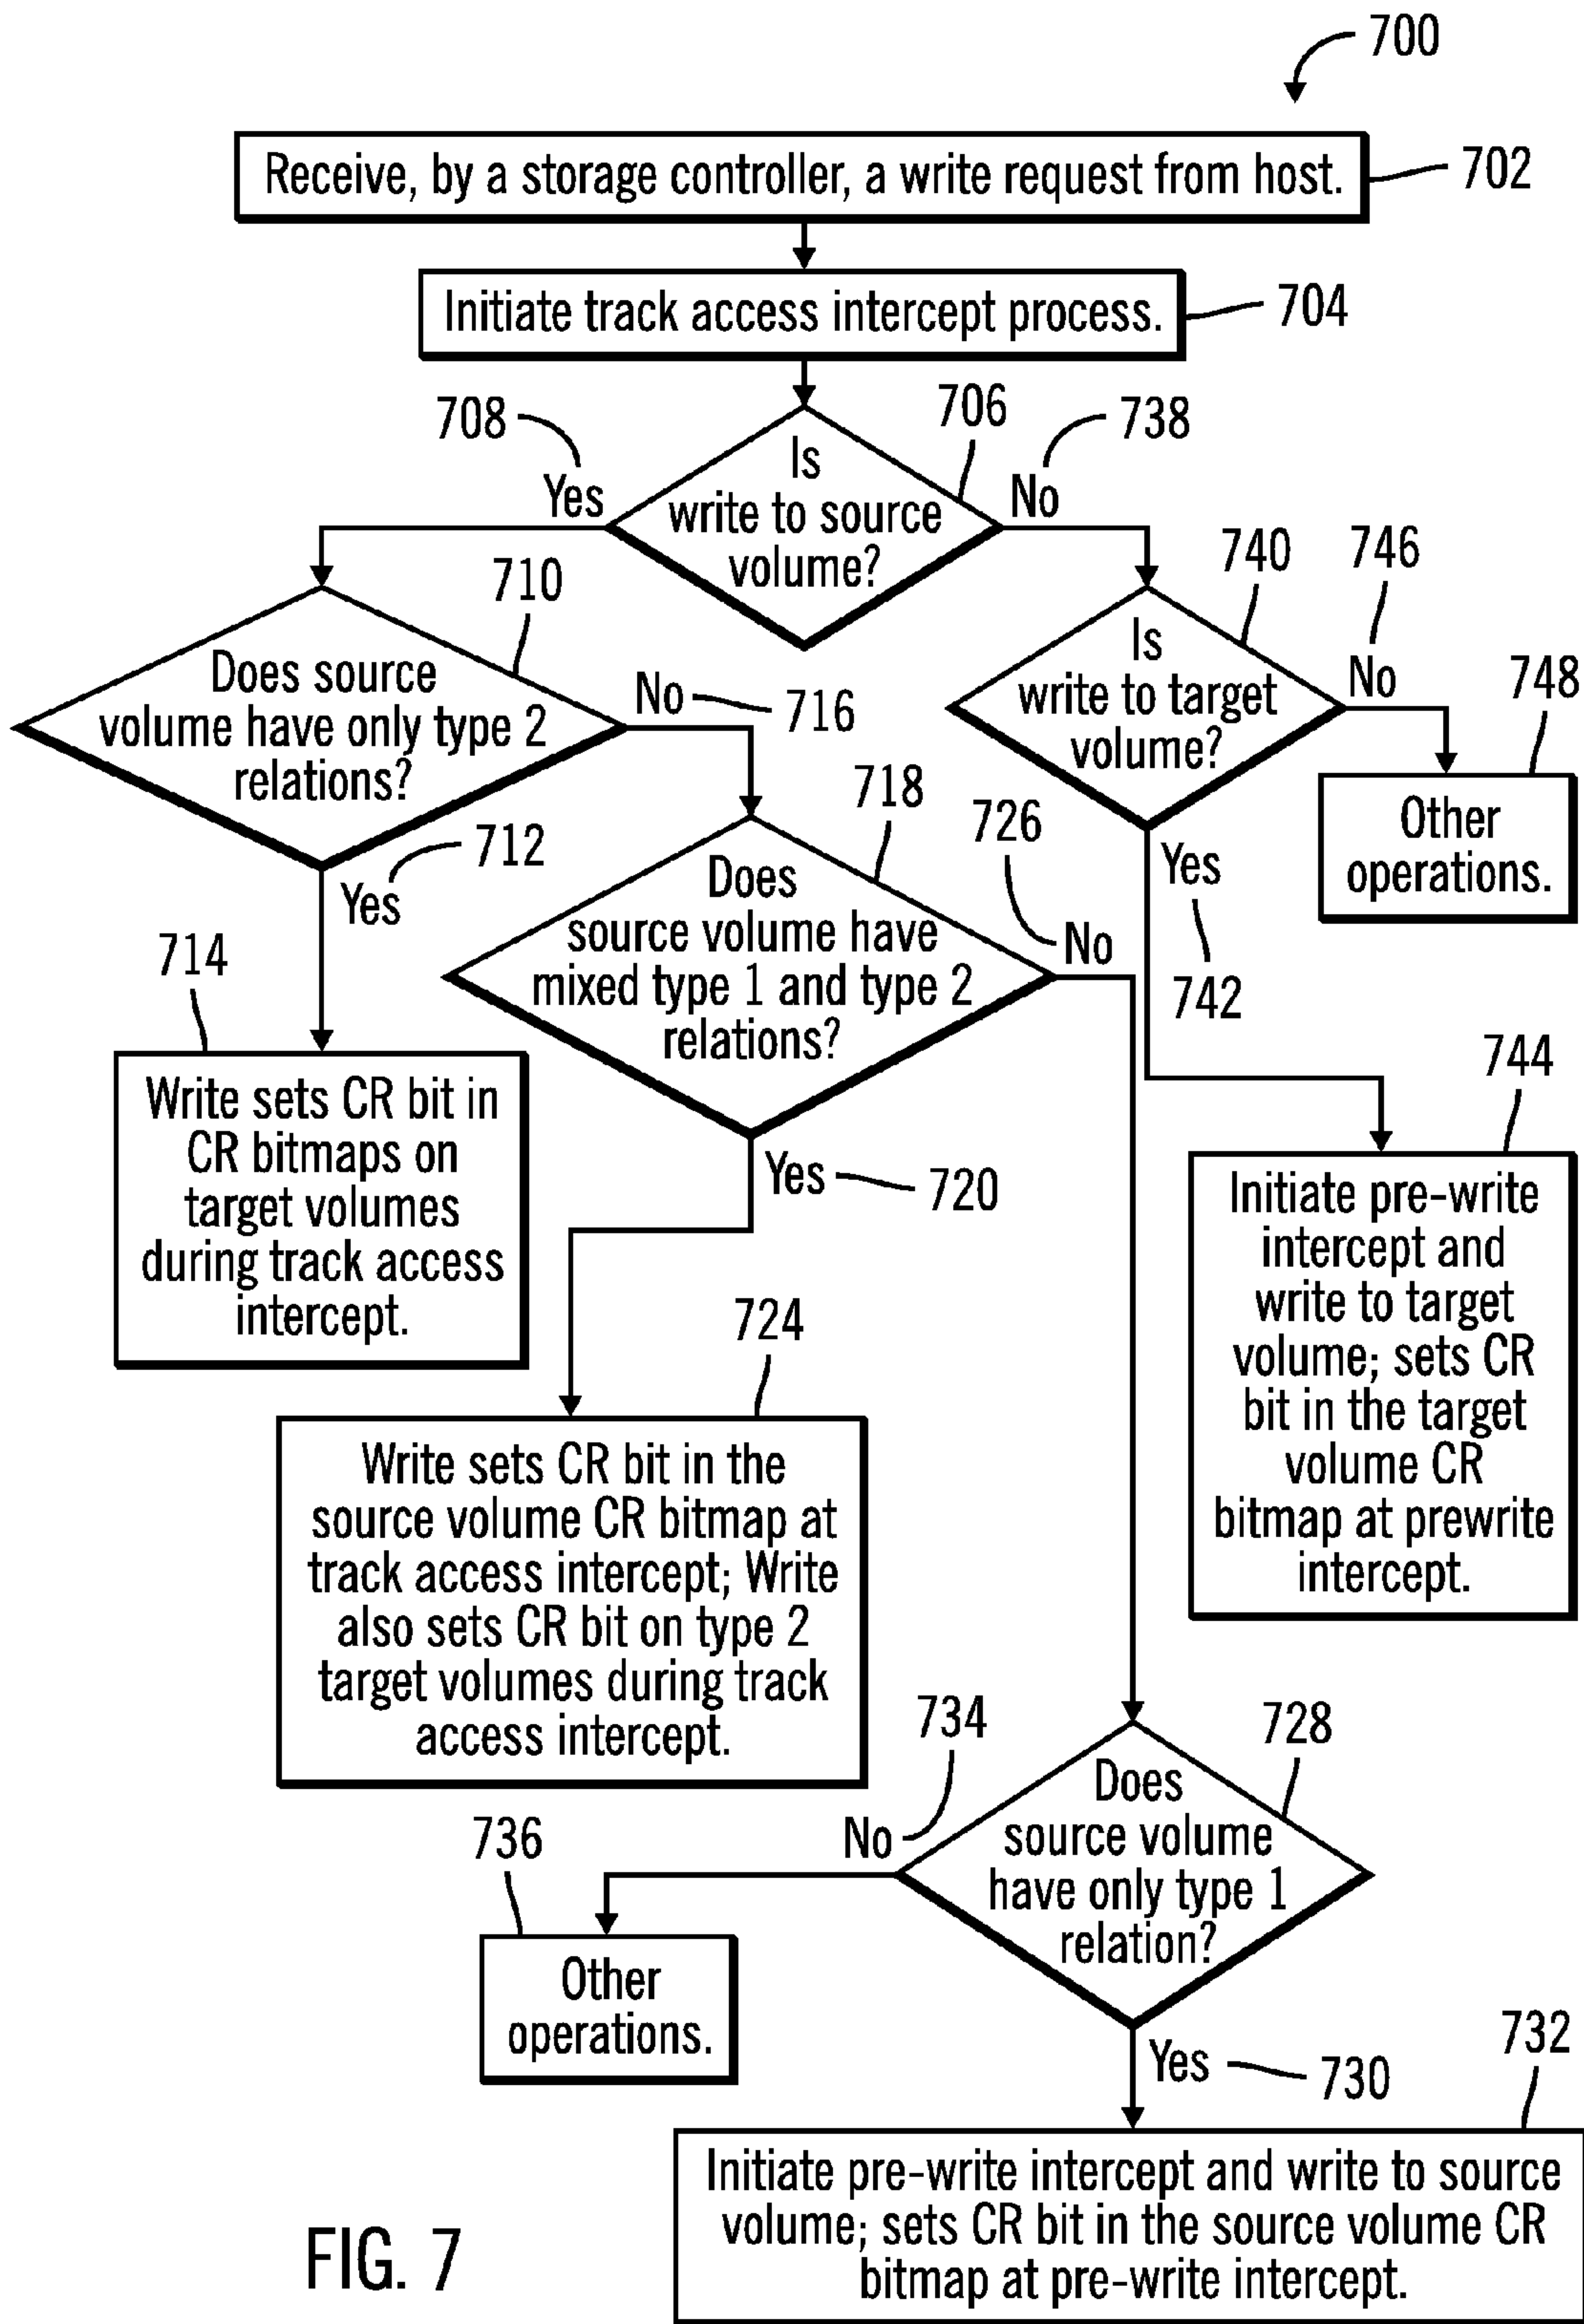 700
Receive, by a storage controller, a write request from host.
702
Initiate track access intercept process.
704
708
706
738
Is
write to source
volume?
Yes
No
710
Does source
volume have only type 2
relations?
No
716
712
Yes
740
746
Is
write to target
volume?
No
748
Other
operations.
Yes
742
718
726
Does
source volume have
mixed type 1 and type 2
relations?
No
714
Write sets CR bit in
CR bitmaps on
target volumes
during track access
intercept.
Yes
720
744
Initiate pre-write
intercept and
write to target
volume; sets CR
bit in the target
volume CR
bitmap at prewrite
intercept.
724
Write sets CR bit in the
source volume CR bitmap at
track access intercept; Write
also sets CR bit on type 2
target volumes during track
access intercept.
734
728
Does
source volume
have only type 1
relation?
No
736
Other
operations.
Yes
730
732
Initiate pre-write intercept and write to source
volume; sets CR bit in the source volume CR
bitmap at pre-write intercept.
FIG. 7